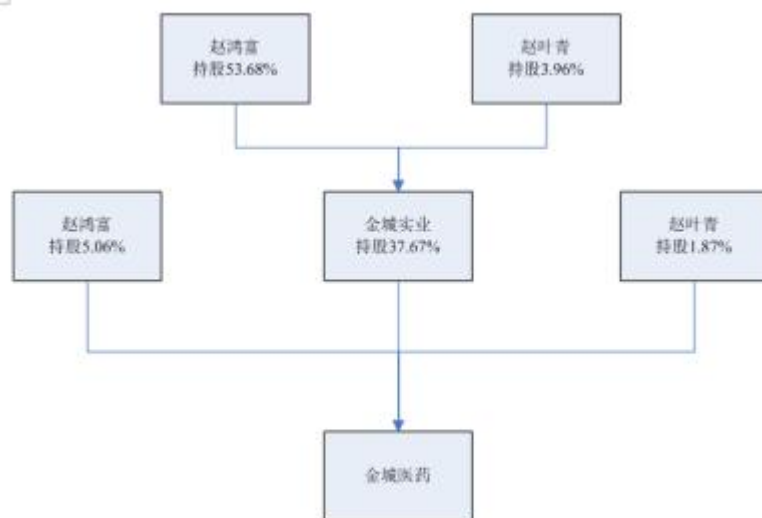 赵鸿富
持股53.68%
赵叶青
持股3.96%
赵鸿富
持股5.06%
金城实业
持股37.67%
赵叶青
持股1.87%
金城医药